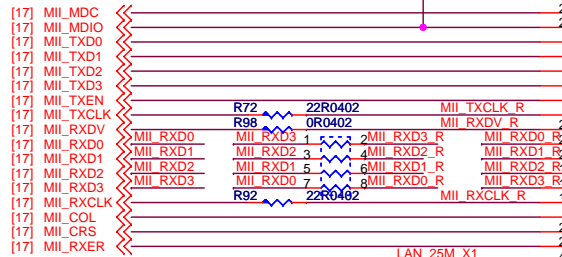 [17] MII_MDC
[17] MII_MDIO
[17] MII_TXD0
[17] MII_TXD1
[17] MII_TXD2
[17] MII_TXD3
[17] MII_TXEN
[17] MII_TXCLK R72 22R0402 MII_TXCLK_R
[17] MII_RXDV R98 0R0402 MII_RXDV_R
[17] MII_RXD0 MII_RXD0 MII_RXD3 1 2 MII_RXD3_R MII_RXD0_R
[17] MII_RXD1 MII_RXD1 MII_RXD2 3 4 MII_RXD2_R MII_RXD1_R
[17] MII_RXD2 MII_RXD2 MII_RXD1 5 6 MII_RXD1_R MII_RXD2_R
[17] MII_RXD3 MII_RXD3 MII_RXD0 7 8 MII_RXD0_R MII_RXD3_R
[17] MII_RXCLK R92 22R0402 MII_RXCLK_R
[17] MII_COL
[17] MII_CRS
[17] MII_RXER
LAN_25M_X1